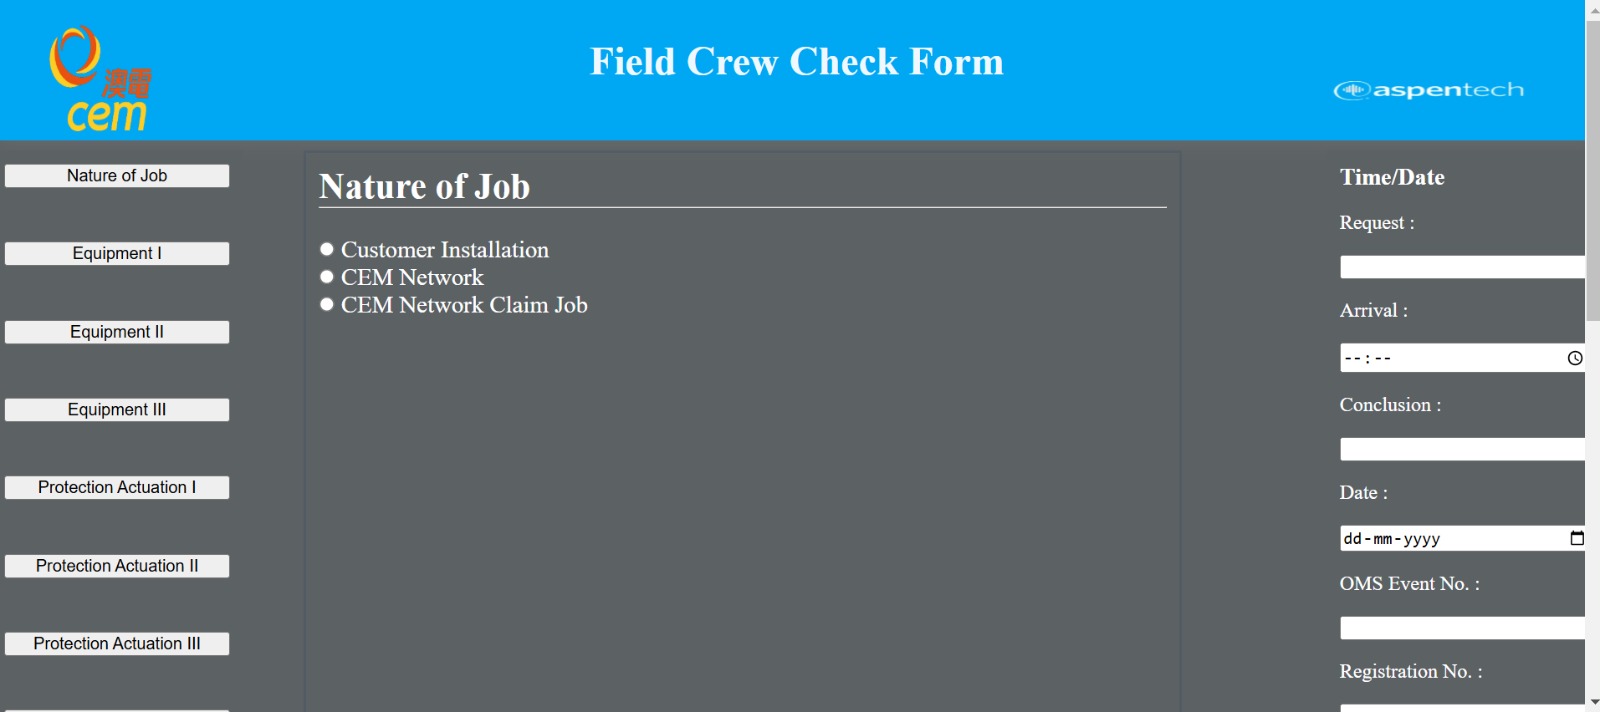 澳電
cem
Field Crew Check Form
aspentech
Nature of Job
Equipment I
Equipment II
Equipment III
Protection Actuation I
Protection Actuation II
Protection Actuation III
Nature of Job
Customer Installation
CEM Network
CEM Network Claim Job
Time/Date
Request :
Arrival :
--:--
Conclusion :
Date :
dd-mm-yyyy
OMS Event No. :
Registration No. :